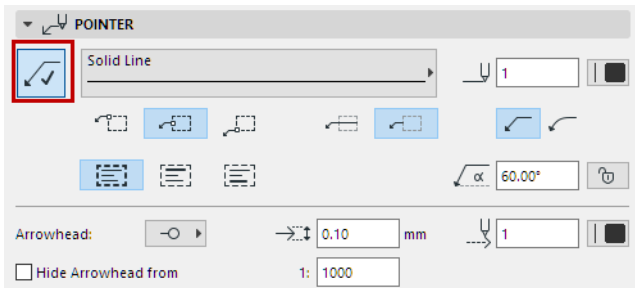 POINTER
Solid Line
1
α 60.00°
Arrowhead: 0.10 mm 1
Hide Arrowhead from 1: 1000